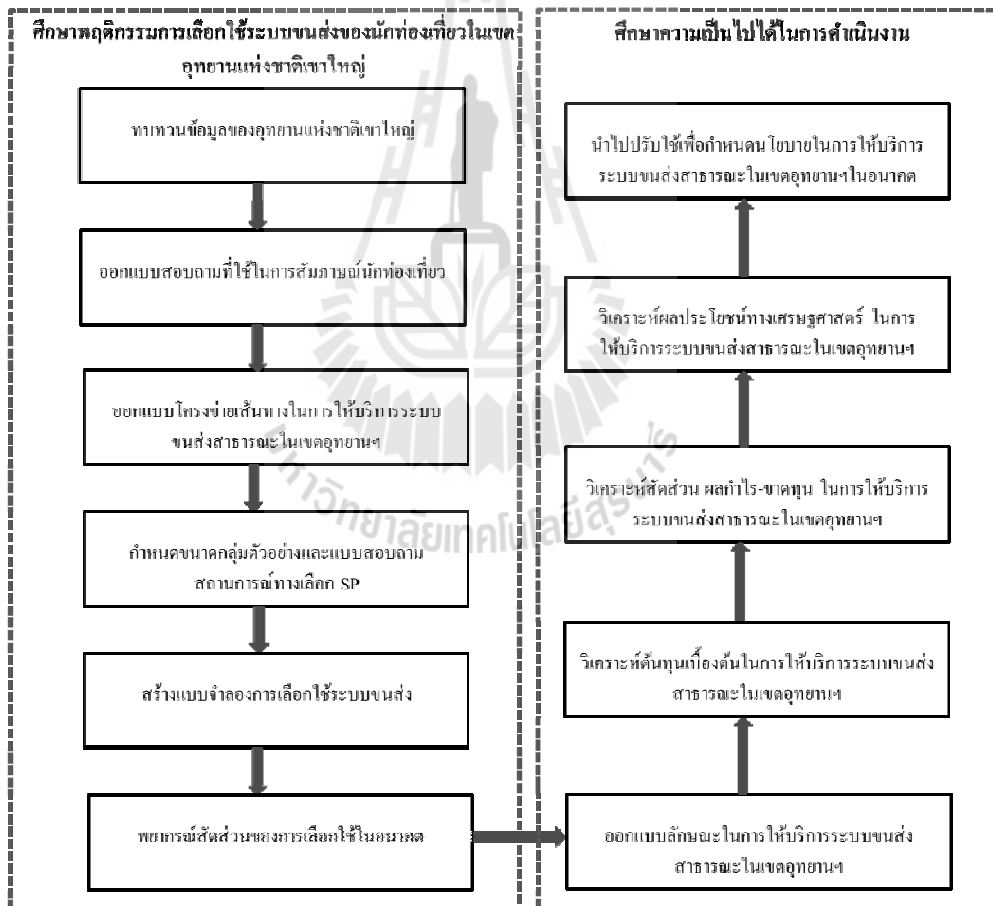 ศึกษาพฤติกรรมการเลือกใช้ระบบขนส่งของนักท่องเที่ยวในเขต
อุทยานแห่งชาติเขาใหญ่
ทบทวนข้อมูลของอุทยานแห่งชาติเขาใหญ่
ออกแบบสอบถามที่ใช้ในการสัมภาษณ์นักท่องเที่ยว
ออกแบบโครงข่ายเส้นทางในการให้บริการระบบ
ขนส่งสาธารณะในเขตอุทยานฯ
กำหนดขนาดกลุ่มตัวอย่างและแบบสอบถาม
สถานการณ์ทางเลือก SP
สร้างแบบจำลองการเลือกใช้ระบบขนส่ง
พยากรณ์สัดส่วนของการเลือกใช้ในอนาคต
ศึกษาความเป็นไปได้ในการดำเนินงาน
นำไปปรับใช้เพื่อกำหนดนโยบายในการให้บริการ
ระบบขนส่งสาธารณะในเขตอุทยานฯในอนาคต
วิเคราะห์ผลประโยชน์ทางเศรษฐศาสตร์ ในการ
ให้บริการระบบขนส่งสาธารณะในเขตอุทยานฯ
วิเคราะห์สัดส่วน ผลกำไร-ขาดทุน ในการให้บริการ
ระบบขนส่งสาธารณะในเขตอุทยานฯ
วิเคราะห์ต้นทุนเบื้องต้นในการให้บริการระบบขนส่ง
สาธารณะในเขตอุทยานฯ
ออกแบบลักษณะในการให้บริการระบบขนส่ง
สาธารณะในเขตอุทยานฯ
มหาวิทยาลัยเทคโนโลยีสุรนารี